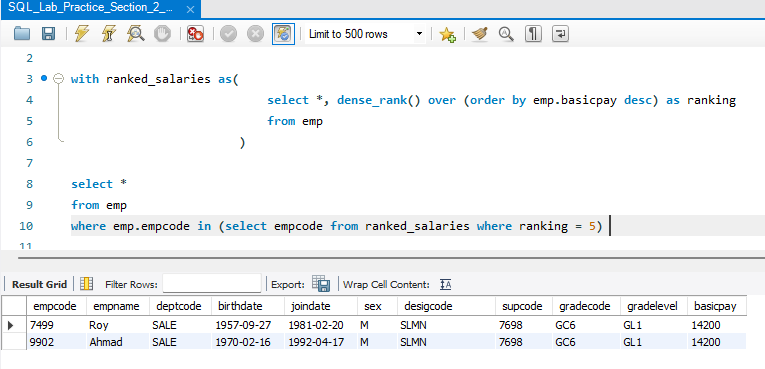 SQL_Lab_Practice_Section_2_...
Limit to 500 rows
2
3 with ranked_salaries as(
4 select *, dense_rank() over (order by emp.basicpay desc) as ranking
5 from emp
6 )
7
8 select *
9 from emp
10 where emp.empcode in (select empcode from ranked_salaries where ranking = 5)
11
Result Grid Filter Rows: Export: Wrap Cell Content: IA
empcode empname deptcode birthdate joindate sex desigcode supcode gradecode gradelevel basicpay
7499 Roy SALE 1957-09-27 1981-02-20 M SLMN 7698 GC6 GL1 14200
9902 Ahmad SALE 1970-02-16 1992-04-17 M SLMN 7698 GC6 GL1 14200